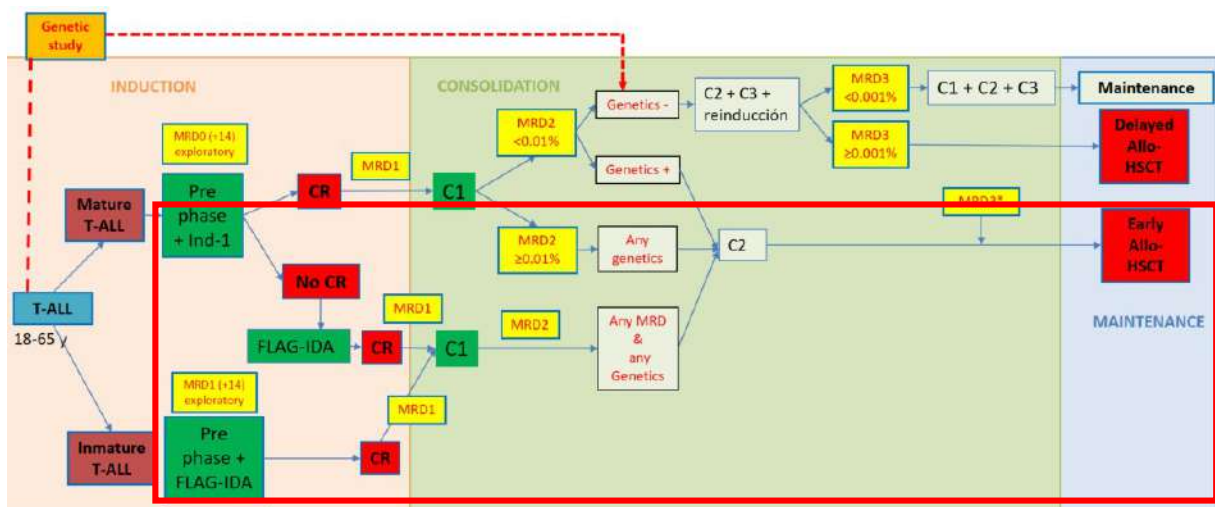 Genetic
study
INDUCTION
CONSOLIDATION
MRD0 (+14)
exploratory
MRD1
MRD2
<0.01%
Genetics -
C2 + C3 +
reinducción
MRD3
<0.001%
C1 + C2 + C3
Maintenance
MRD3
≥0.001%
Delayed
Allo-
HSCT
Genetics +
Mature
T-ALL
Pre
phase
+ Ind-1
CR
C1
MRD3*
MRD2
≥0.01%
Any
genetics
C2
Early
Allo-
HSCT
No CR
T-ALL
18-65 y
MRD1
MRD2
Any MRD
&
any
Genetics
MAINTENANCE
FLAG-IDA
CR
C1
MRD1 (+14)
exploratory
MRD1
Inmature
T-ALL
Pre
phase +
FLAG-IDA
CR